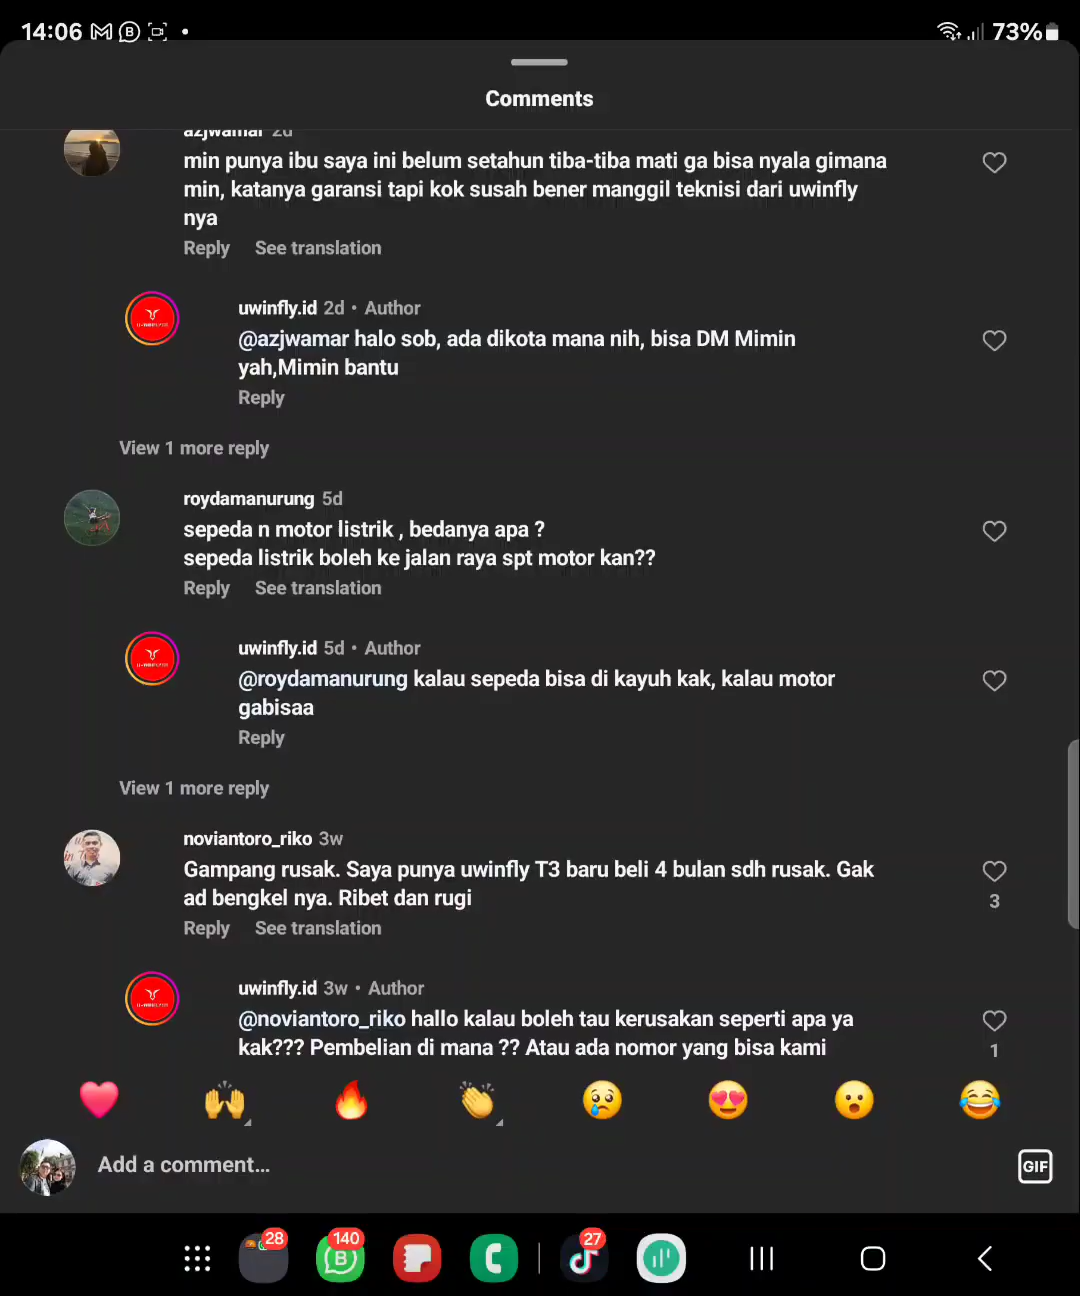 14:06
73%
Comments
azjwamar 2d
min punya ibu saya ini belum setahun tiba-tiba mati ga bisa nyala gimana
min, katanya garansi tapi kok susah bener manggil teknisi dari uwinfly
nya
Reply See translation
uwinfly.id 2d • Author
@azjwamar halo sob, ada dikota mana nih, bisa DM Mimin
yah,Mimin bantu
Reply
View 1 more reply
roydamanurung 5d
sepeda n motor listrik , bedanya apa ?
sepeda listrik boleh ke jalan raya spt motor kan??
Reply See translation
uwinfly.id 5d • Author
@roydamanurung kalau sepeda bisa di kayuh kak, kalau motor
gabisaa
Reply
View 1 more reply
noviantoro_riko 3w
Gampang rusak. Saya punya uwinfly T3 baru beli 4 bulan sdh rusak. Gak
ad bengkel nya. Ribet dan rugi
3
Reply See translation
uwinfly.id 3w • Author
@noviantoro_riko hallo kalau boleh tau kerusakan seperti apa ya
kak??? Pembelian di mana ?? Atau ada nomor yang bisa kami
1
Add a comment...
GIF
28
140
27